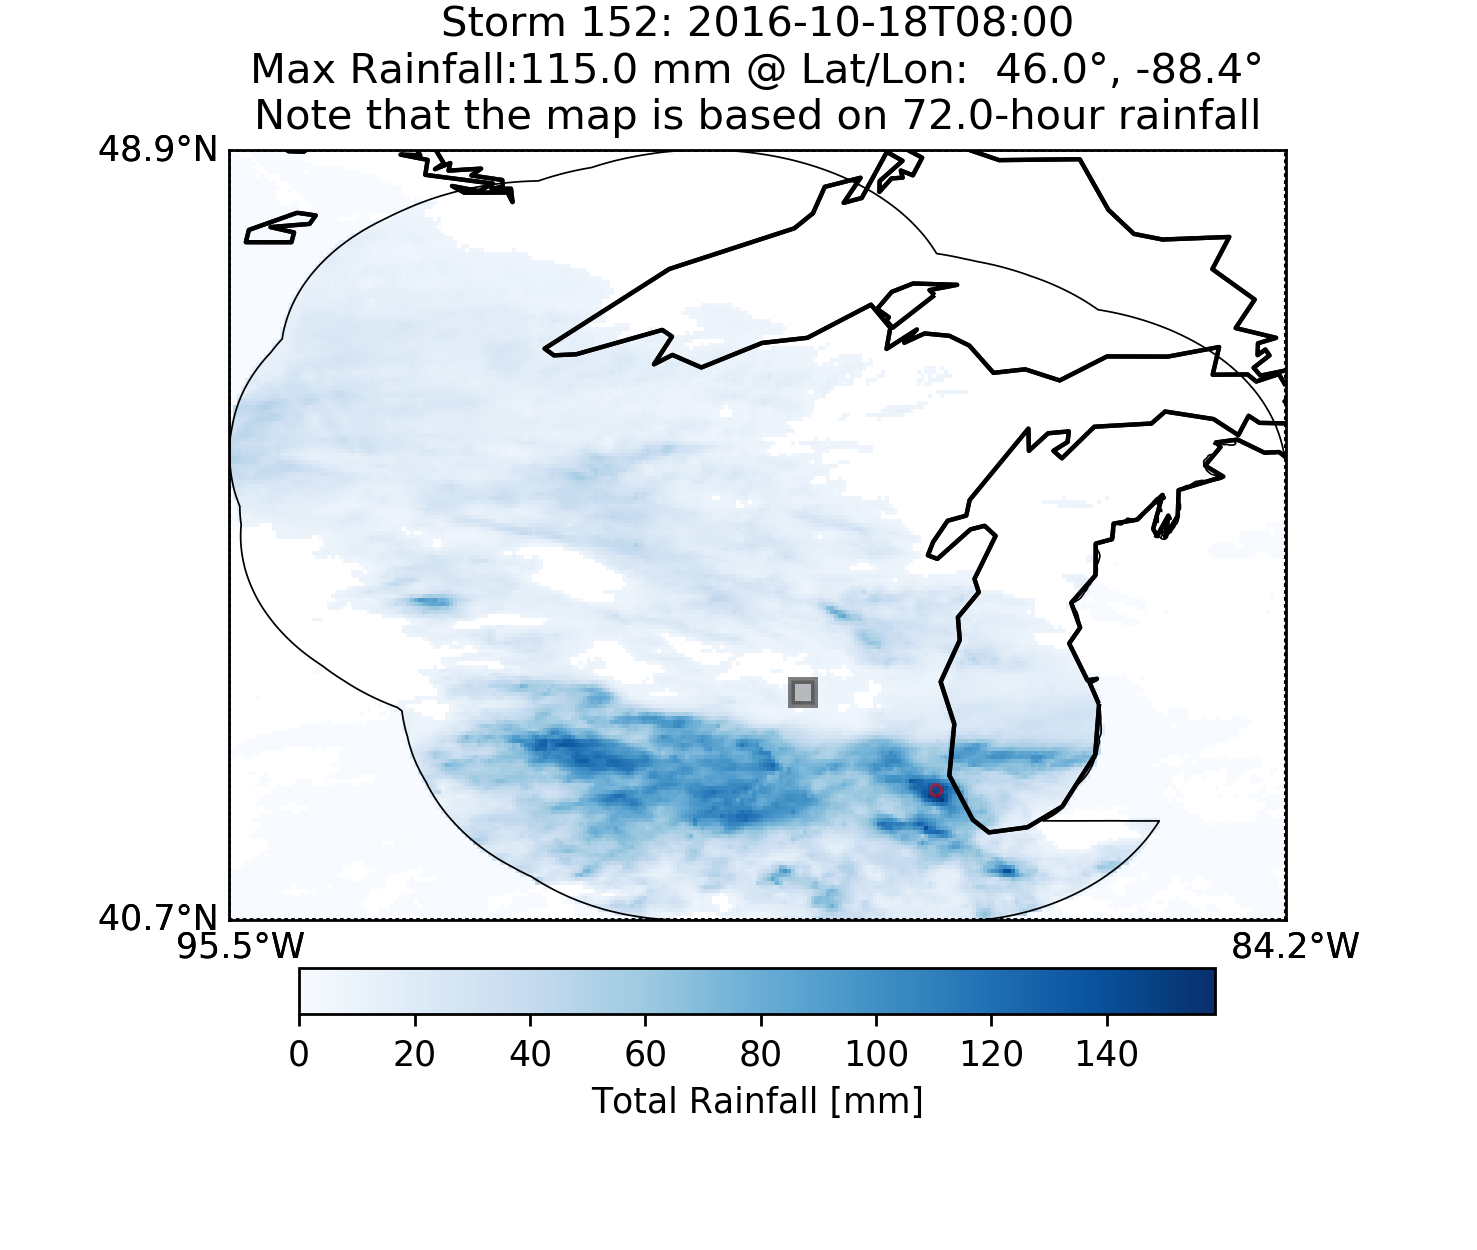 Storm 152: 2016-10-18T08:00
Max Rainfall:115.0 mm @ Lat/Lon:  46.0°, -88.4°
Note that the map is based on 72.0-hour rainfall
48.9°N
40.7°N
95.5°W 84.2°W
0 20 40 60 80 100 120 140
Total Rainfall [mm]